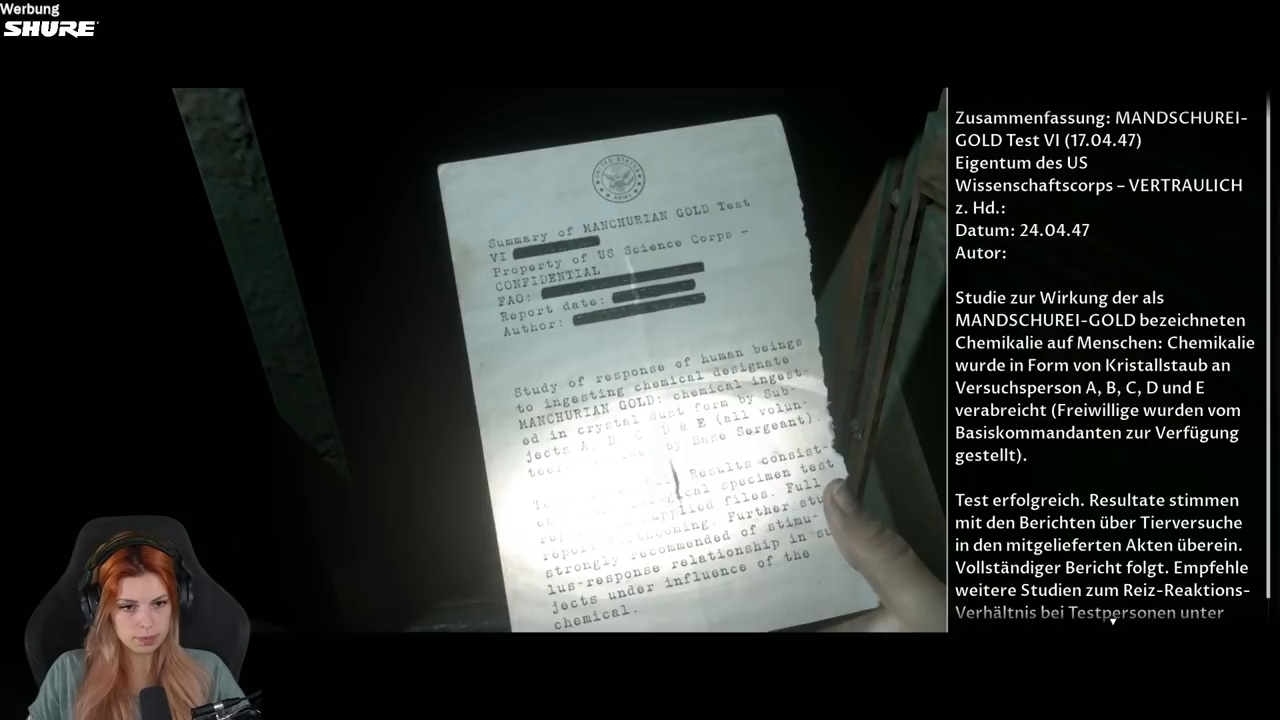 Werbung
SHURE
UNITED STATES
ARMY
Summary of MANCHURIAN GOLD Test
VI
Property of US Science Corps –
CONFIDENTIAL
FAO:
Report date:
Author:
Study of response of human beings
to ingesting chemical designate
MANCHURIAN GOLD: chemical ingest-
ed in crystal dust form by Sub-
jects A, B, C, D & E (all volun-
by Base Sergeant)
Results consist-
specimen test
files. Full
Further
strongly recommended of stimu-
lus-response relationship in
jects under influence of the
chemical.
Zusammenfassung: MANDSCHUREI-
GOLD Test VI (17.04.47)
Eigentum des US
Wissenschaftscorps – VERTRAULICH
z. Hd.:
Datum: 24.04.47
Autor:
Studie zur Wirkung der als
MANDSCHUREI-GOLD bezeichneten
Chemikalie auf Menschen: Chemikalie
wurde in Form von Kristallstaub an
Versuchsperson A, B, C, D und E
verabreicht (Freiwillige wurden vom
Basiskommandanten zur Verfügung
gestellt).
Test erfolgreich. Resultate stimmen
mit den Berichten über Tierversuche
in den mitgelieferten Akten überein.
Vollständiger Bericht folgt. Empfehle
weitere Studien zum Reiz-Reaktions-
Verhältnis bei Testpersonen unter